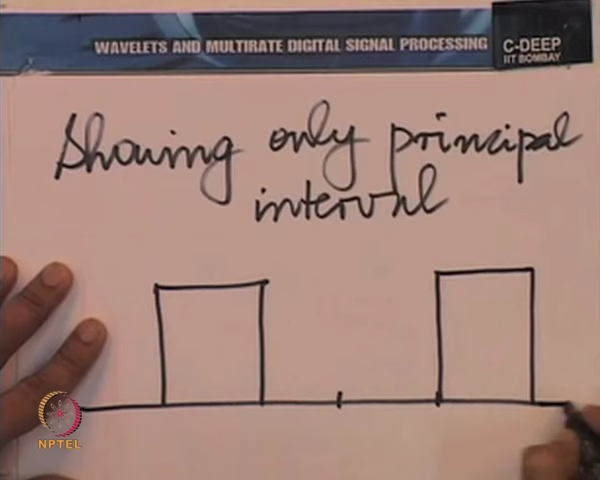 WAVELETS AND MULTIRATE DIGITAL SIGNAL PROCESSING
C-DEEP
IIT BOMBAY
Showing only principal
interval
NPTEL